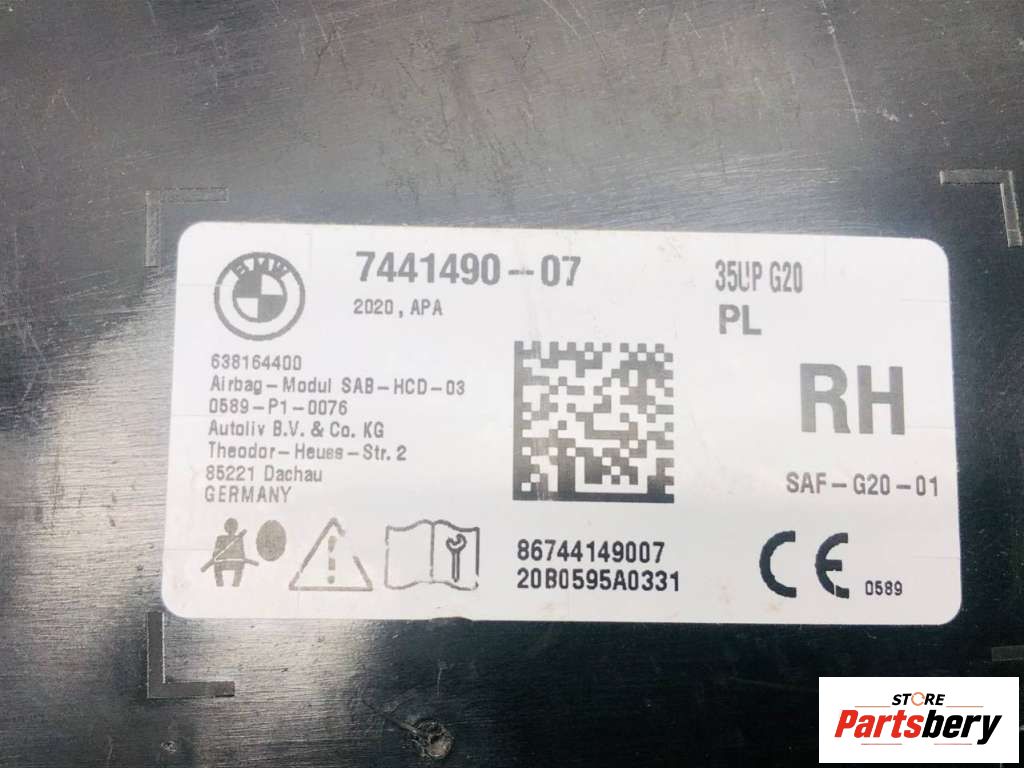 BMW
7441490-07
2020, APA
35UP G20
PL
638164400
Airbag-Modul SAB-HCD-03
0589-P1-0076
Autoliv B.V. & Co. KG
Theodor-Heuss-Str. 2
85221 Dachau
GERMANY
RH
SAF-G20-01
86744149007
20B0595A0331
CE
0589
STORE
Partsbery